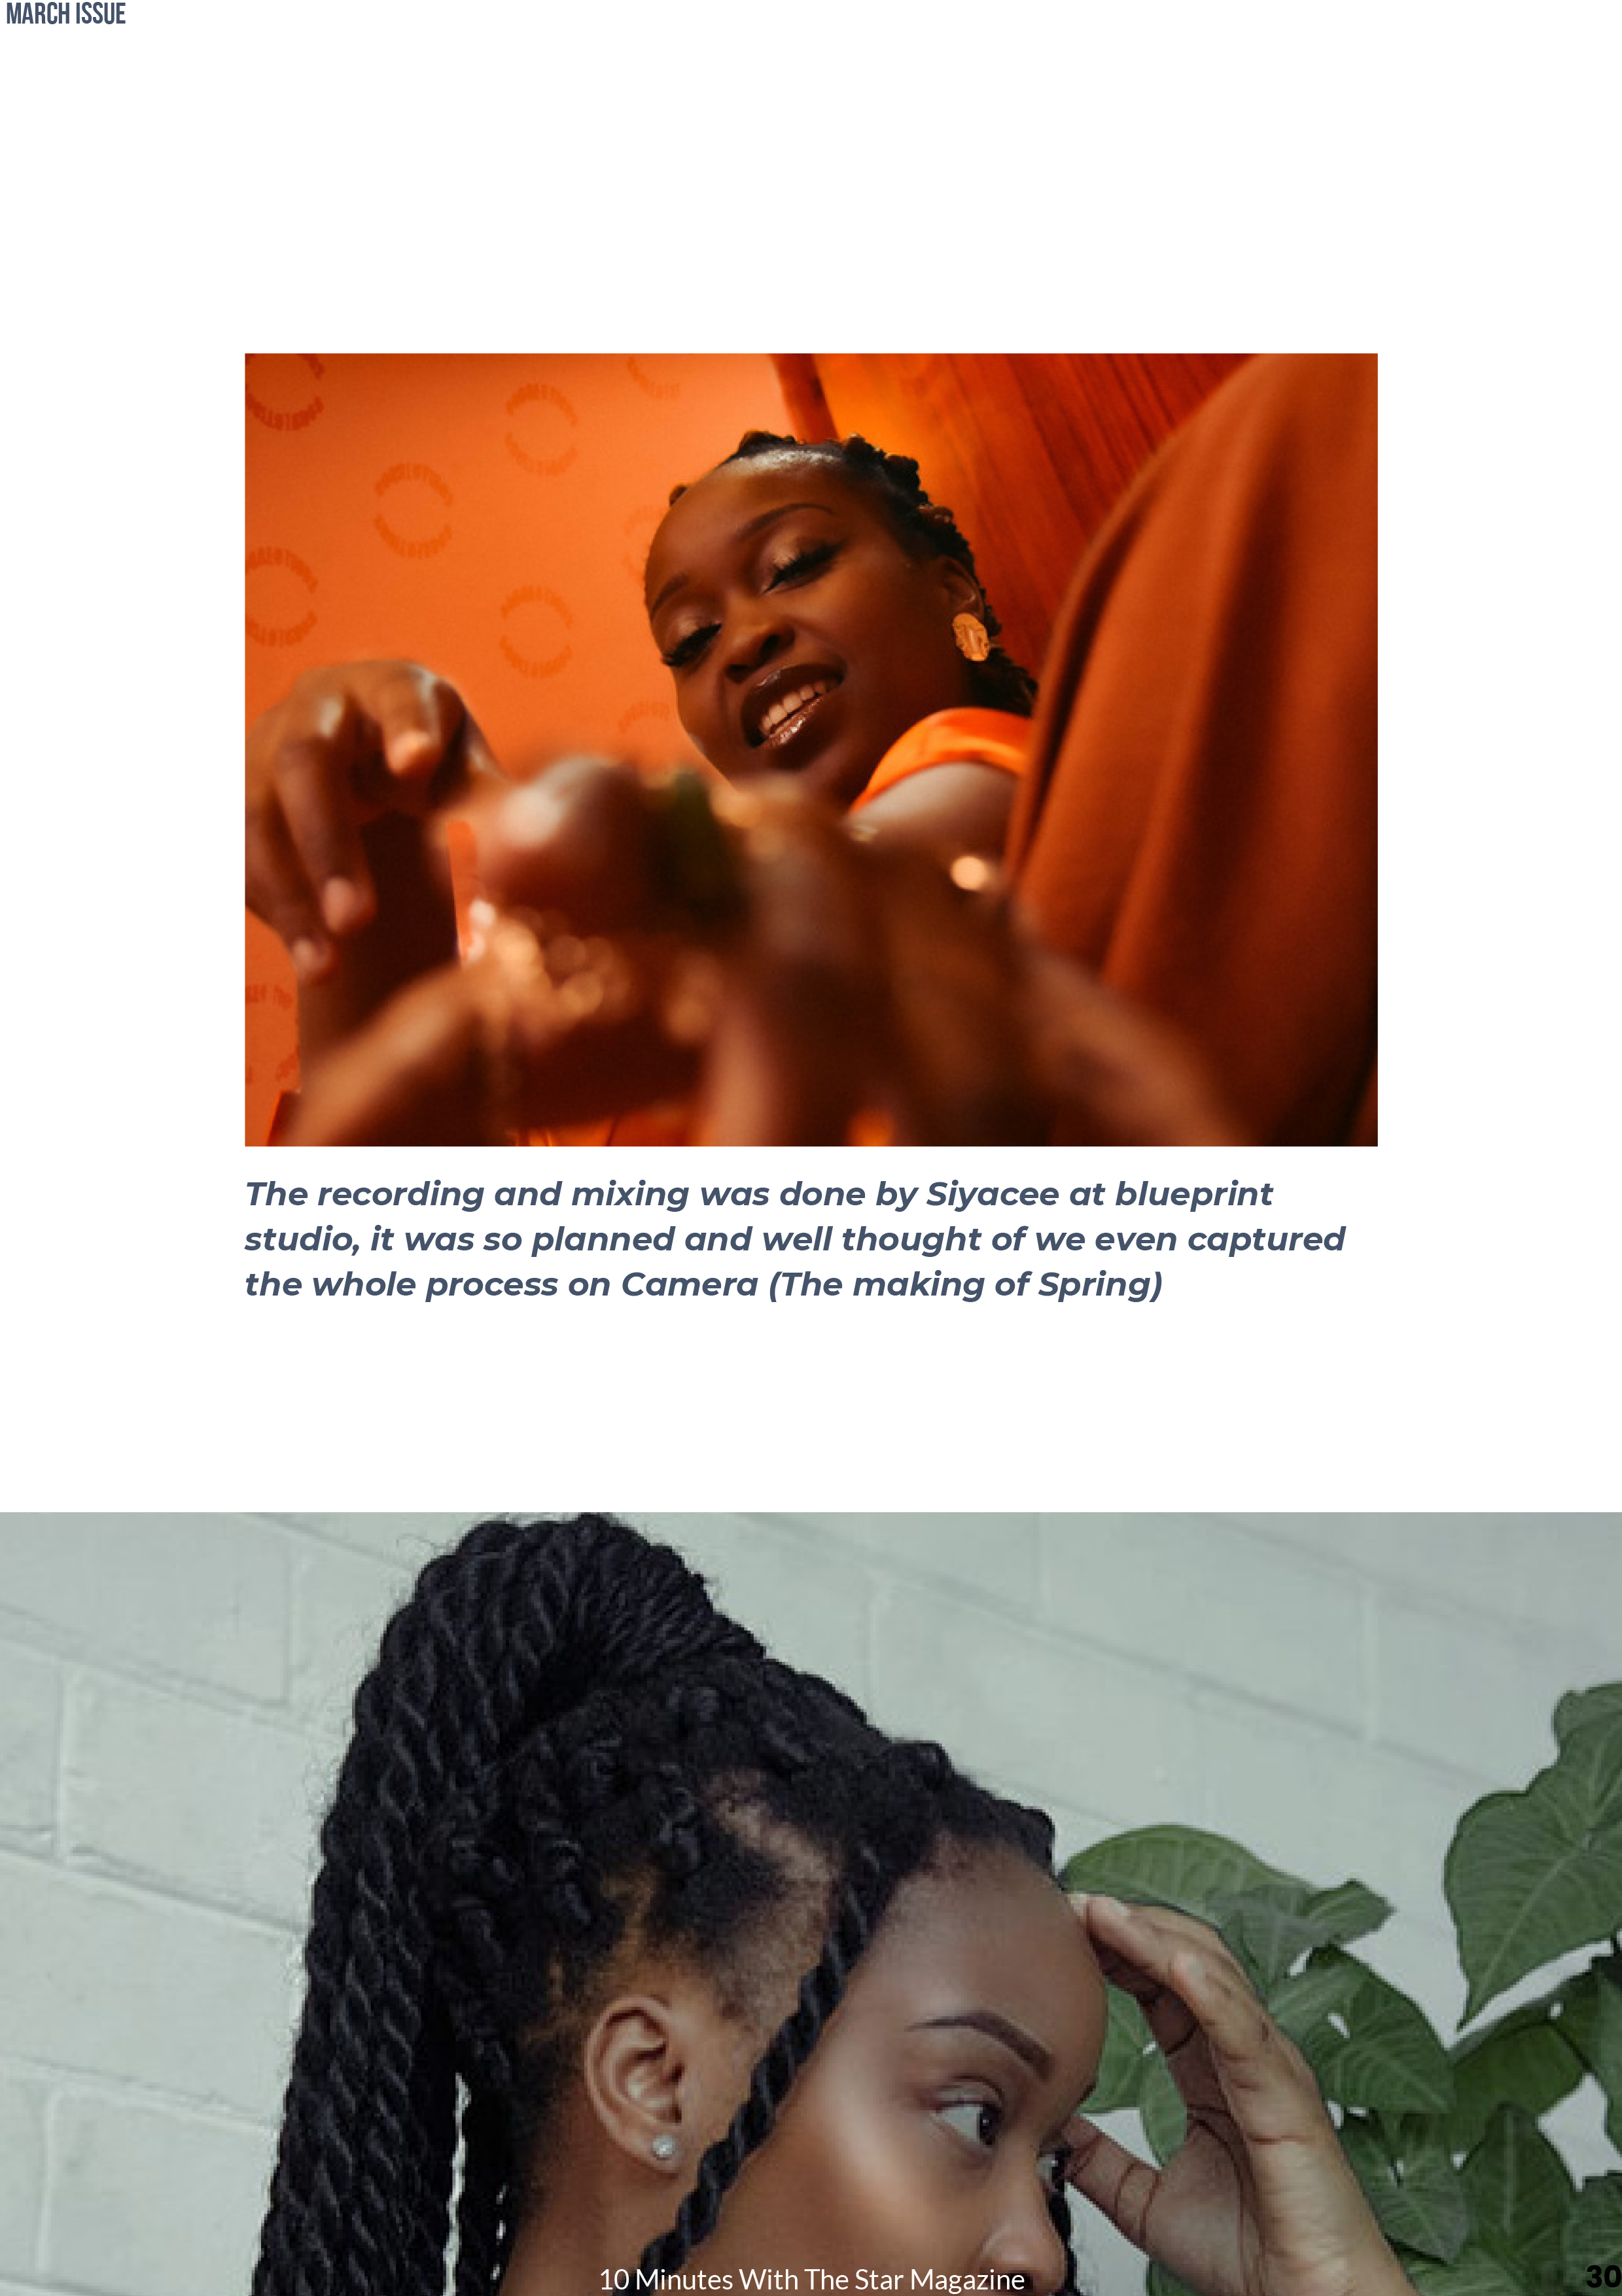 MARCH ISSUE
The recording and mixing was done by Siyacee at blueprint
studio, it was so planned and well thought of we even captured
the whole process on Camera (The making of Spring)
10 Minutes With The Star Magazine
30